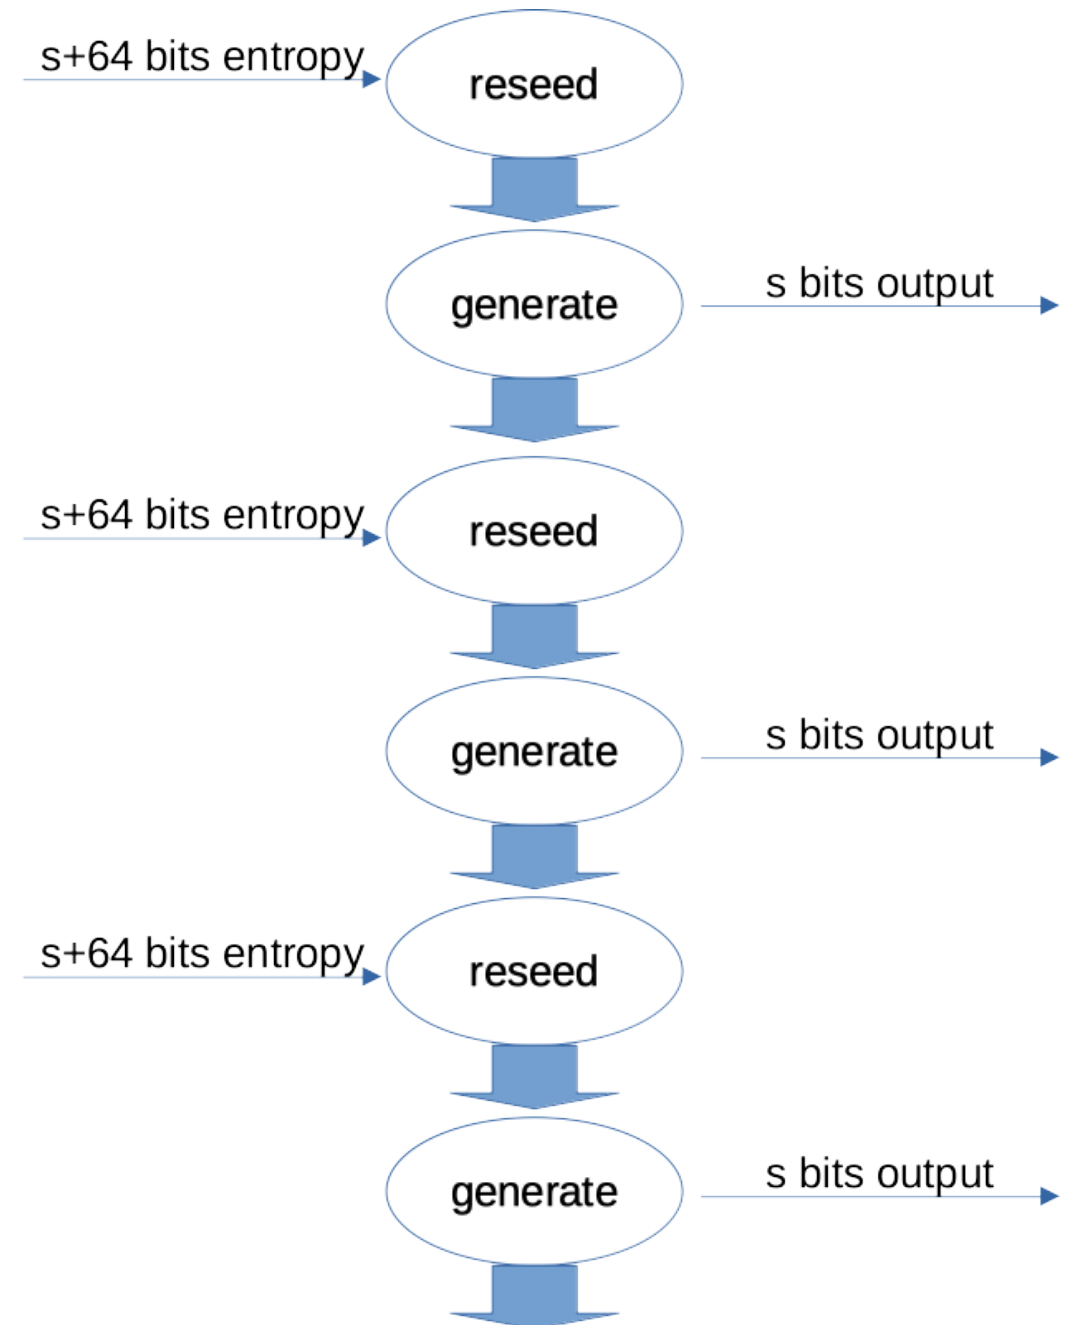 s+64 bits entropy
reseed
generate
s bits output
s+64 bits entropy
reseed
generate
s bits output
s+64 bits entropy
reseed
generate
s bits output